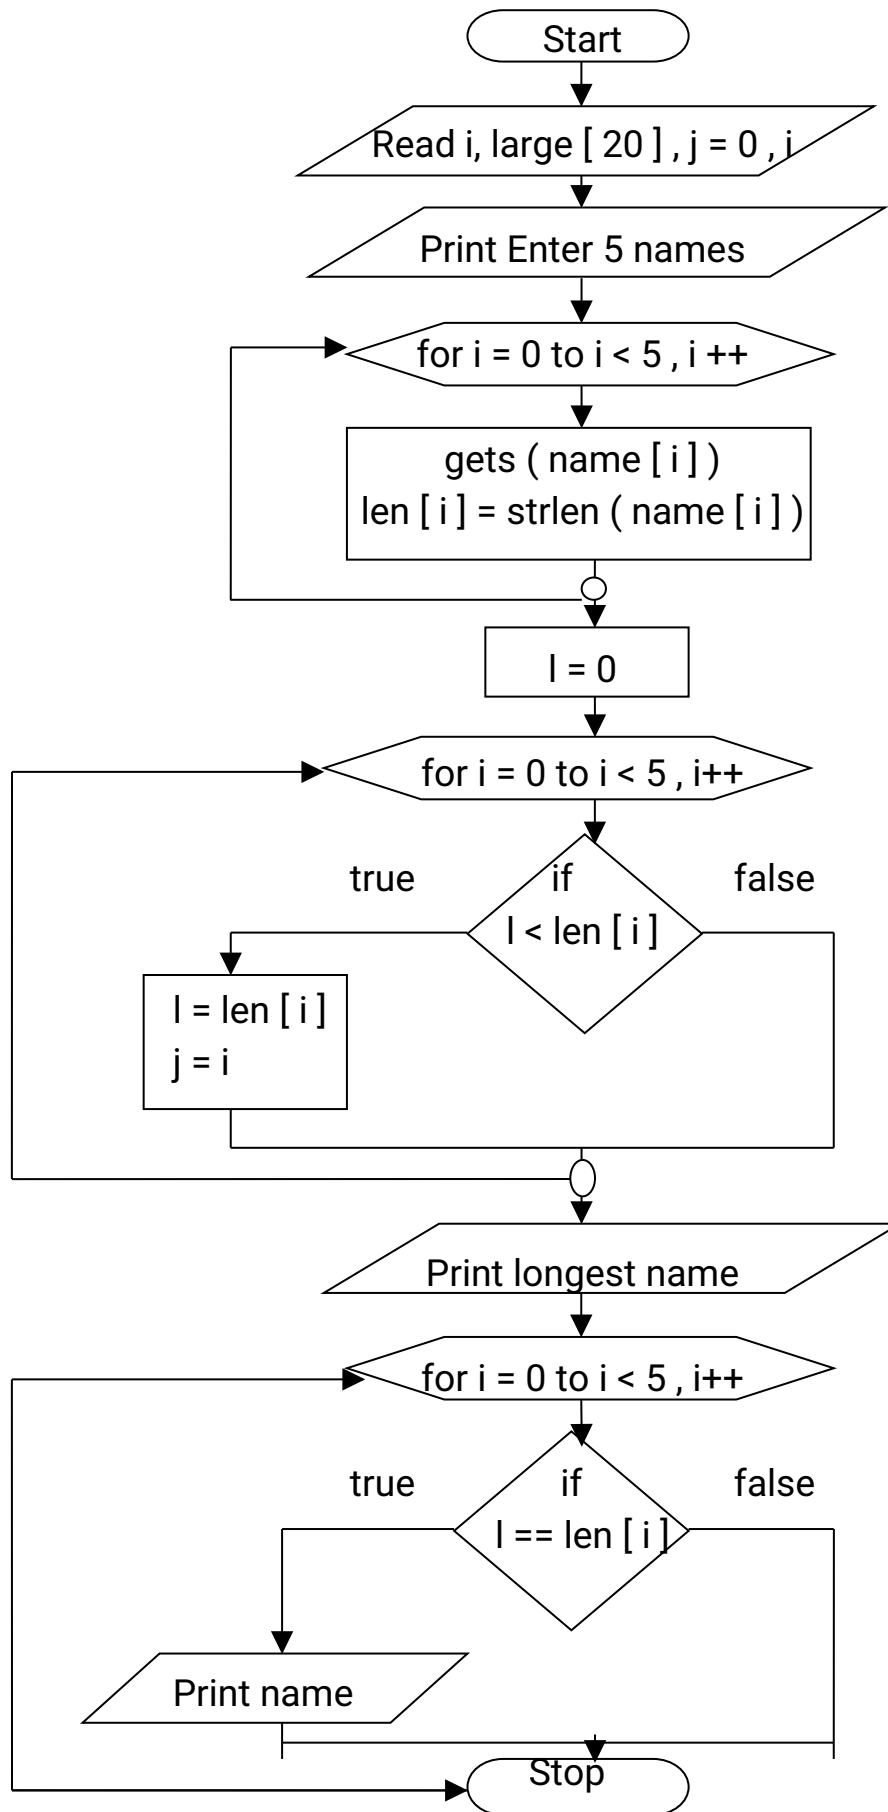 Start
Read i, large [ 20 ] , j = 0 , i
Print Enter 5 names
for i = 0 to i < 5 , i ++
gets ( name [ i ] )
len [ i ] = strlen ( name [ i ] )
l = 0
for i = 0 to i < 5 , i++
true
if
false
l < len [ i ]
l = len [ i ]
j = i
Print longest name
for i = 0 to i < 5 , i++
true
if
false
l == len [ i ]
Print name
Stop